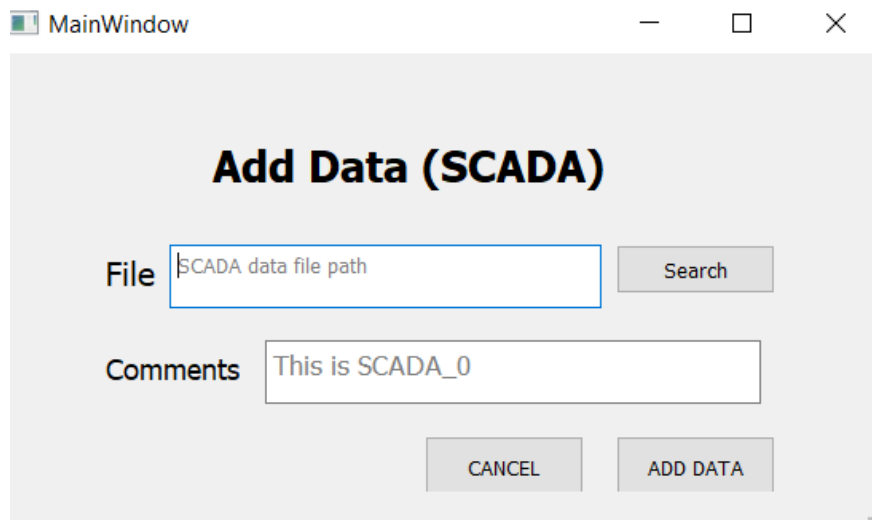 MainWindow
Add Data (SCADA)
File SCADA data file path Search
Comments This is SCADA_0
CANCEL ADD DATA